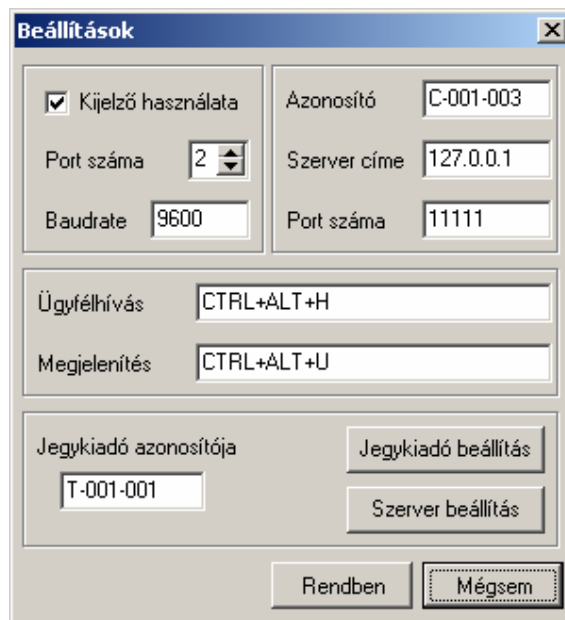 Beállítások
Kijelző használata
Port száma 2
Baudrate 9600
Azonosító C-001-003
Szerver címe 127.0.0.1
Port száma 11111
Ügyfélhívás CTRL+ALT+H
Megjelenítés CTRL+ALT+U
Jegykiadó azonosítója
T-001-001
Jegykiadó beállítás
Szerver beállítás
Rendben Mégsem